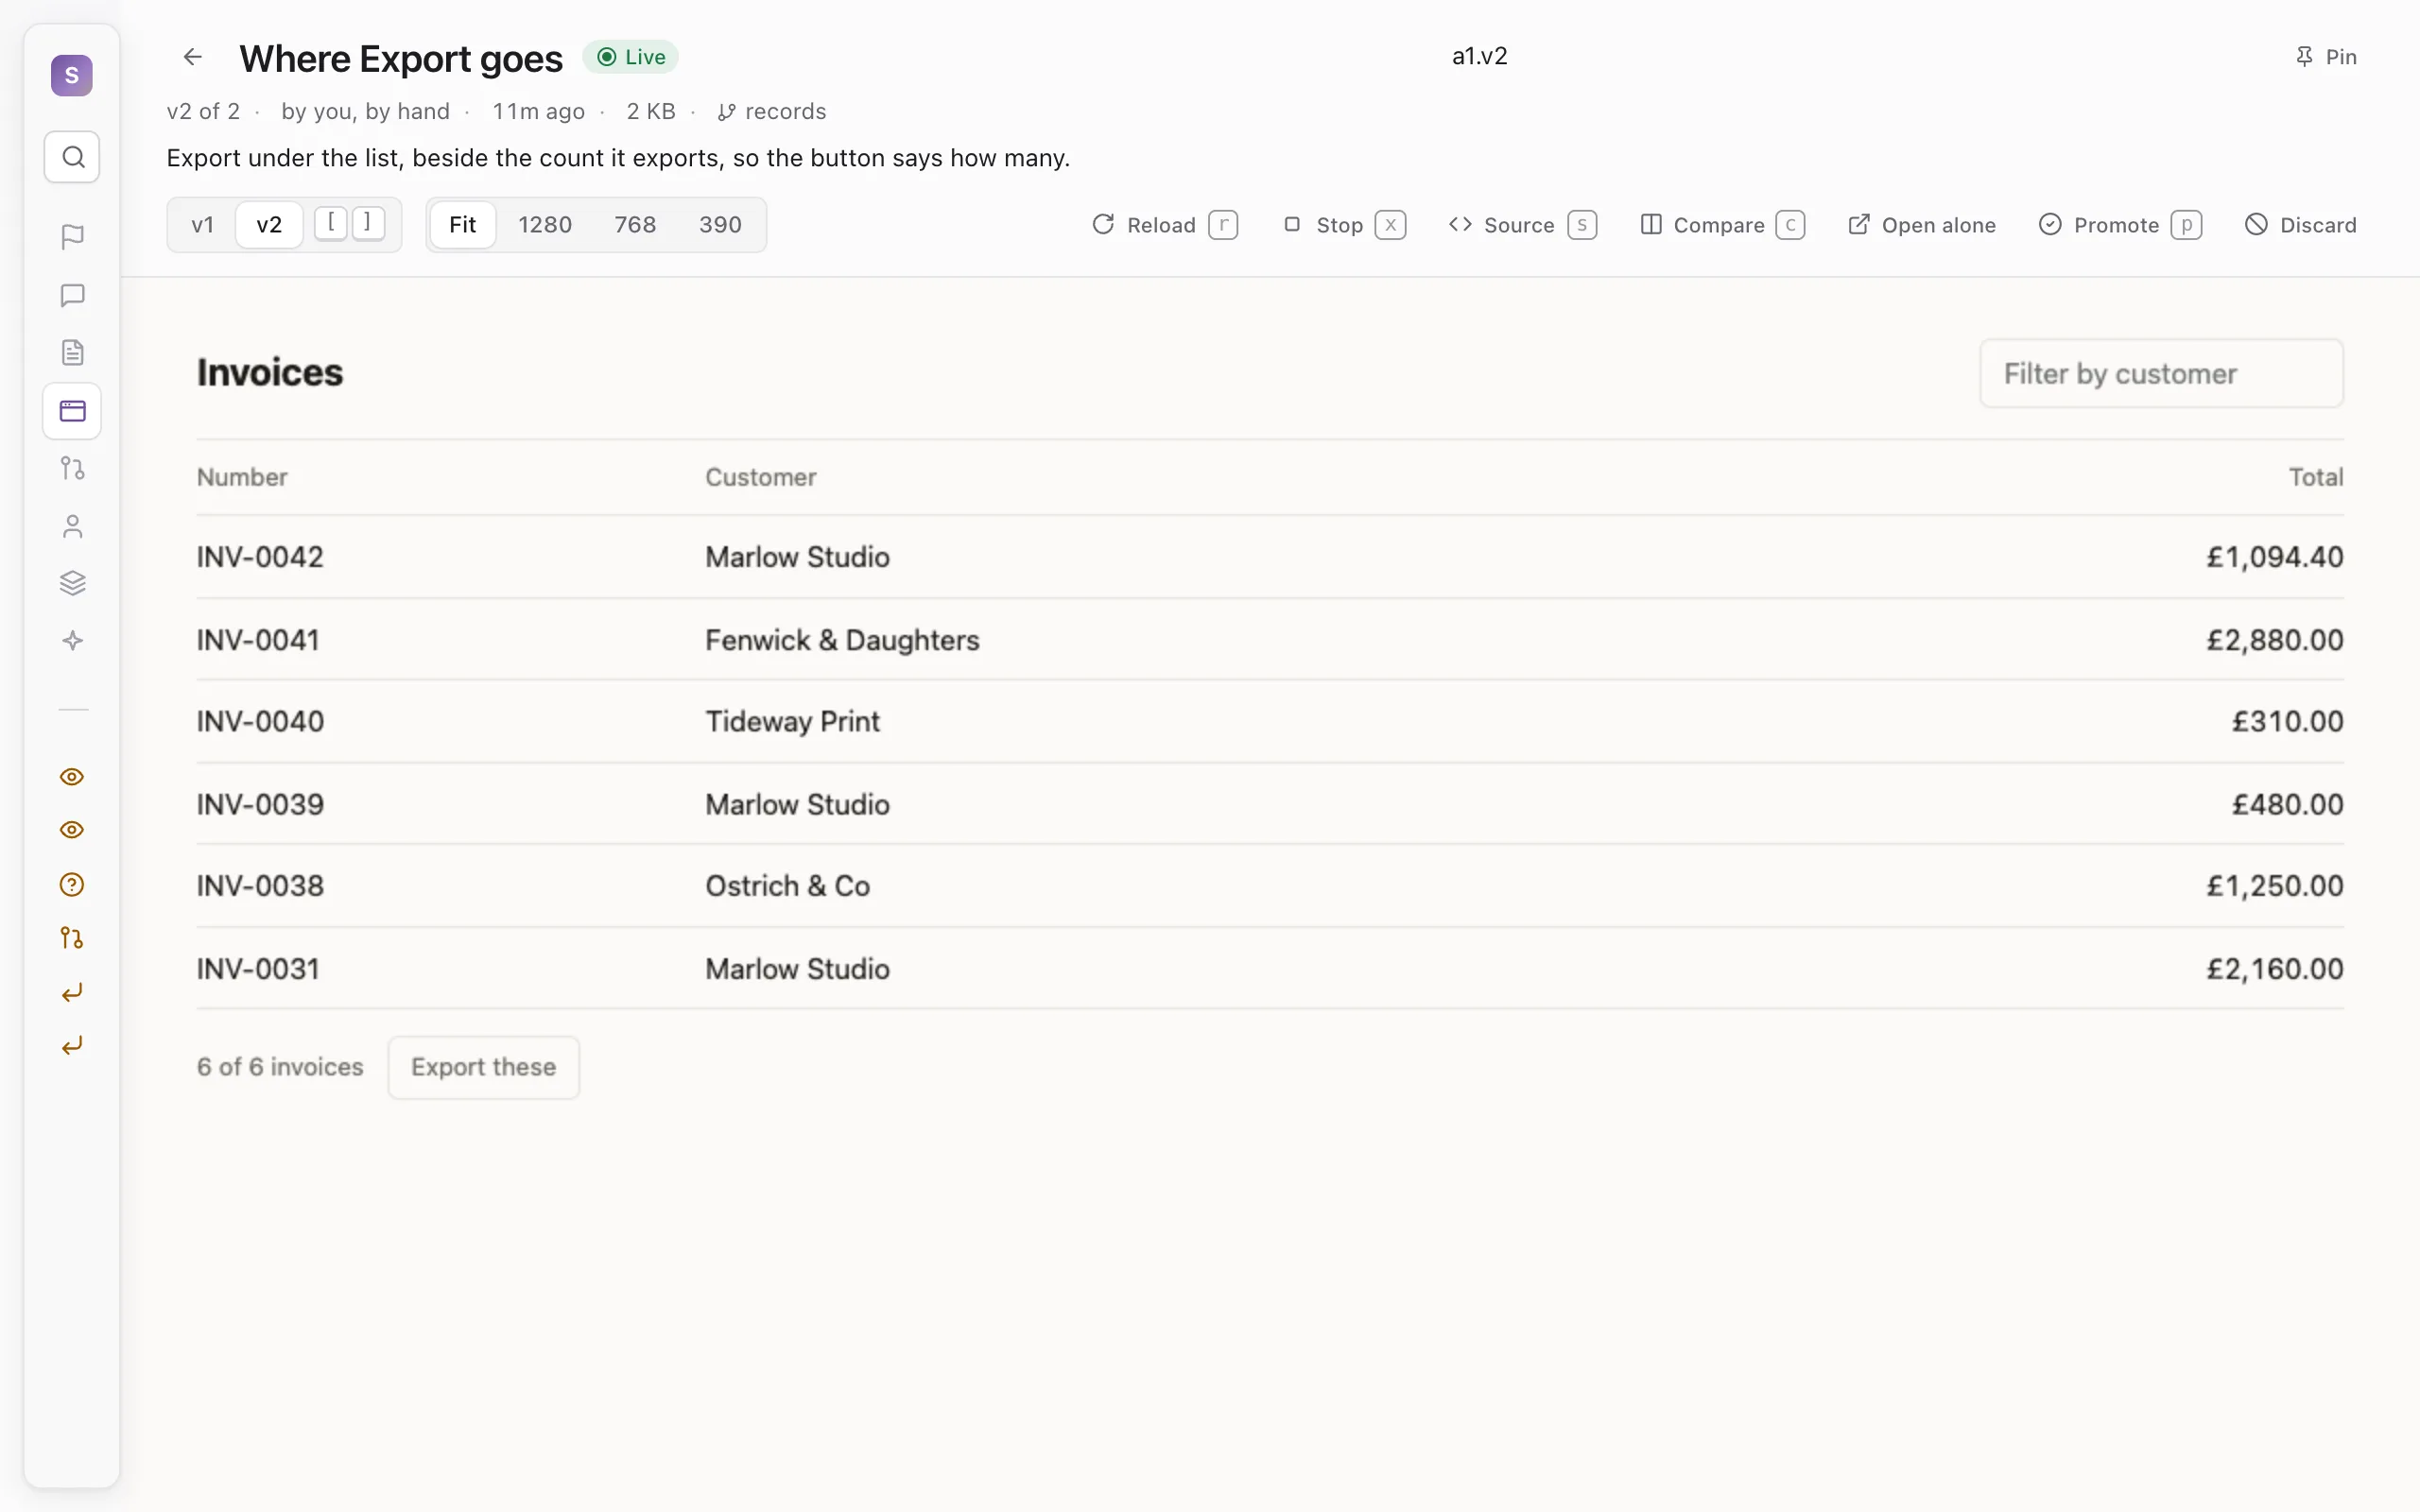 S
Where Export goes Live a1.v2 Pin
v2 of 2 · by you, by hand · 11m ago · 2 KB · records
Export under the list, beside the count it exports, so the button says how many.
v1 v2 [ ] Fit 1280 768 390 Reload r Stop x Source s Compare c Open alone Promote p Discard
Invoices Filter by customer
Number Customer Total
INV-0042 Marlow Studio £1,094.40
INV-0041 Fenwick & Daughters £2,880.00
INV-0040 Tideway Print £310.00
INV-0039 Marlow Studio £480.00
INV-0038 Ostrich & Co £1,250.00
INV-0031 Marlow Studio £2,160.00
6 of 6 invoices Export these